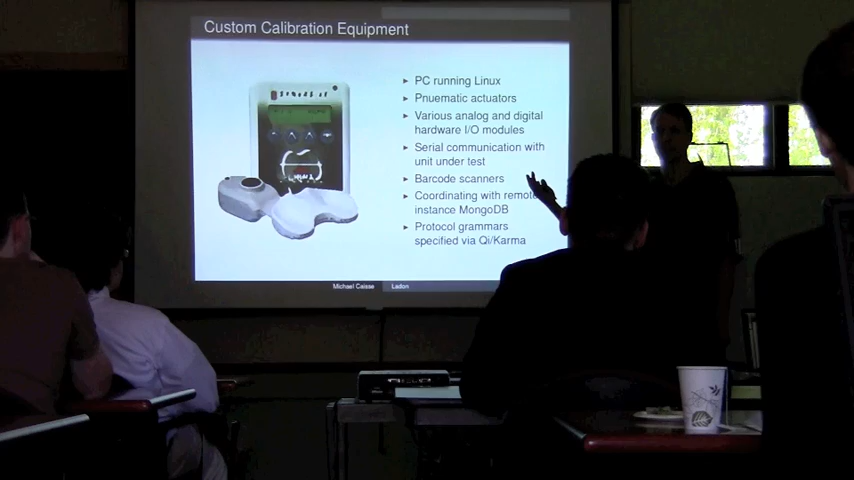 Custom Calibration Equipment
PC running Linux
Pnuematic actuators
Various analog and digital
hardware I/O modules
Serial communication with
unit under test
Barcode scanners
Coordinating with remote
instance MongoDB
Protocol grammars
specified via Qi/Karma
Michael Caisse
Ladon